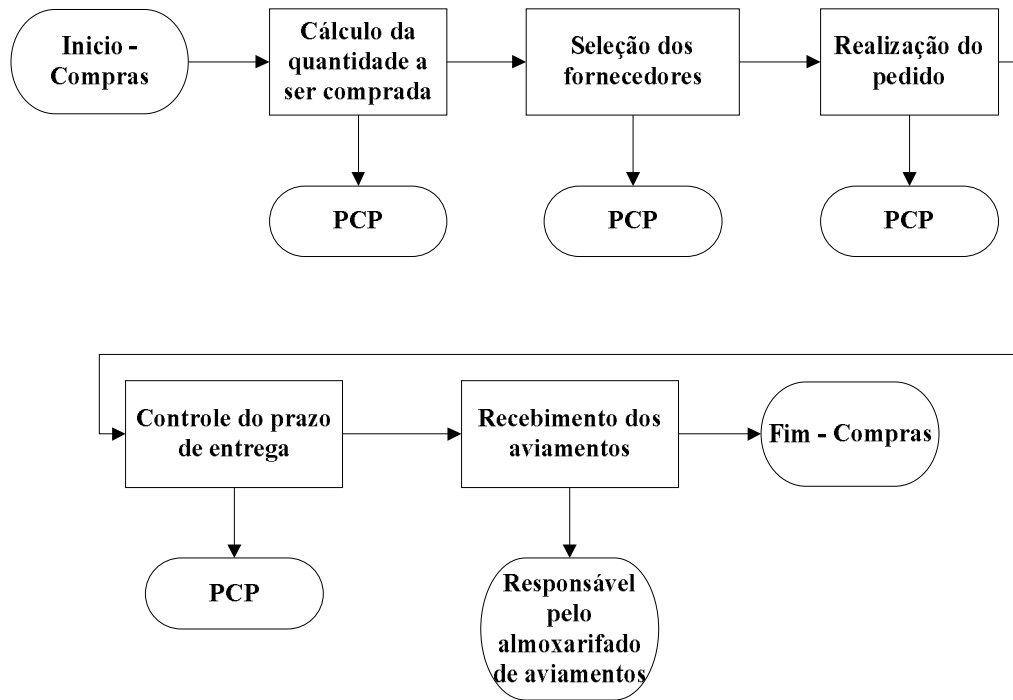 Inicio -
Compras
Cálculo da
quantidade a
ser comprada
Seleção dos
fornecedores
Realização do
pedido
PCP
PCP
PCP
Controle do prazo
de entrega
Recebimento dos
aviamentos
Fim - Compras
PCP
Responsável
pelo
almoxarifado
de aviamentos